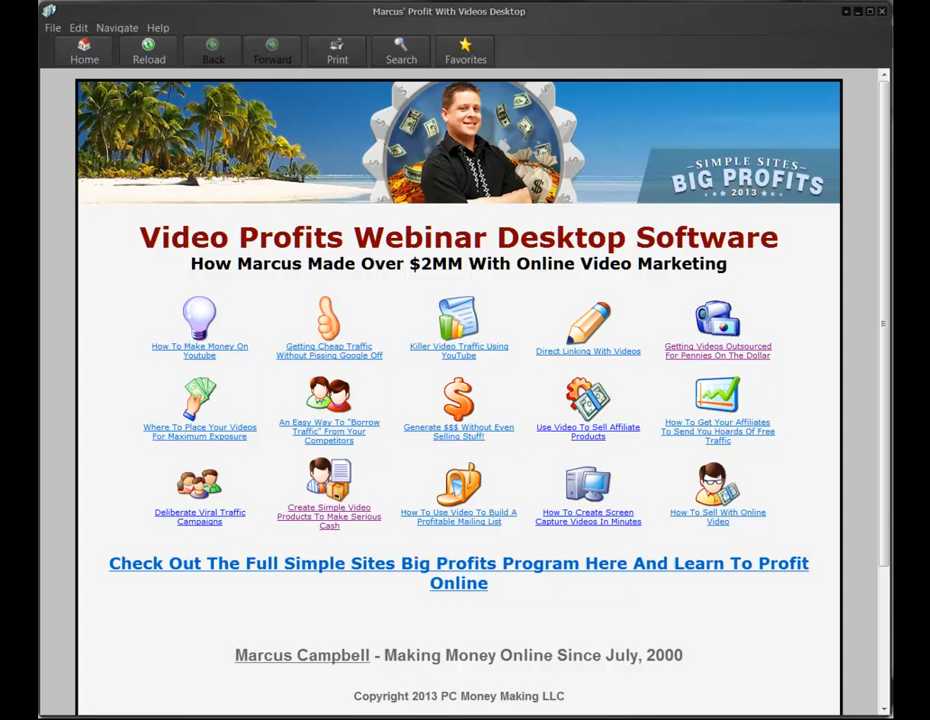 Marcus' Profit With Videos Desktop
File Edit Navigate Help
Home Reload Back Forward Print Search Favorites
SIMPLE SITES
BIG PROFITS
2013
Video Profits Webinar Desktop Software
How Marcus Made Over $2MM With Online Video Marketing
How To Make Money On
Youtube
Getting Cheap Traffic
Without Pissing Google Off
Killer Video Traffic Using
YouTube
Direct Linking With Videos
Getting Videos Outsourced
For Pennies On The Dollar
Where To Place Your Videos
For Maximum Exposure
An Easy Way To "Borrow
Traffic" From Your
Competitors
Generate $$$ Without Even
Selling Stuff!
Use Video To Sell Affiliate
Products
How To Get Your Affiliates
To Send You Hoards Of Free
Traffic
Deliberate Viral Traffic
Campaigns
Create Simple Video
Products To Make Serious
Cash
How To Use Video To Build A
Profitable Mailing List
How To Create Screen
Capture Videos In Minutes
How To Sell With Online
Video
Check Out The Full Simple Sites Big Profits Program Here And Learn To Profit
Online
Marcus Campbell - Making Money Online Since July, 2000
Copyright 2013 PC Money Making LLC